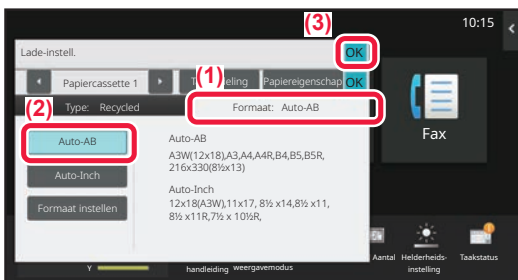 (3)
10:15
Lade-instell.
OK
(1)
Papiercassette 1
Papiereigenschap
OK
(2)
Type: Recycled
Formaat: Auto-AB
Auto-AB
Auto-AB
A3W(12x18),A3,A4,A4R,B4,B5,B5R,
216x330(8½x13)
Fax
Auto-Inch
Auto-Inch
12x18(A3W),11x17, 8½ x14,8½ x11,
8½ x11R,7½ x 10½R,
Formaat instellen
Aantal
Helderheids-
instelling
Taakstatus
Y
handleiding
weergavemodus